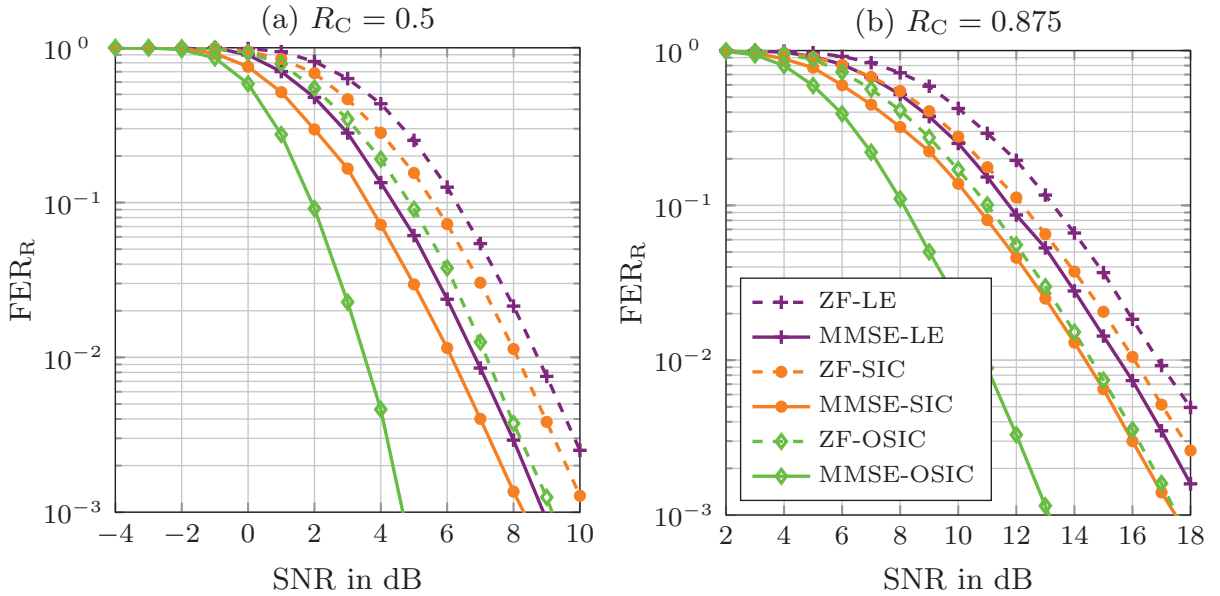 (a) R_C = 0.5
10^0
10^−1
10^−2
10^−3
FER_R
−4 −2 0 2 4 6 8 10
SNR in dB
(b) R_C = 0.875
10^0
10^−1
10^−2
10^−3
FER_R
ZF-LE
MMSE-LE
ZF-SIC
MMSE-SIC
ZF-OSIC
MMSE-OSIC
2 4 6 8 10 12 14 16 18
SNR in dB